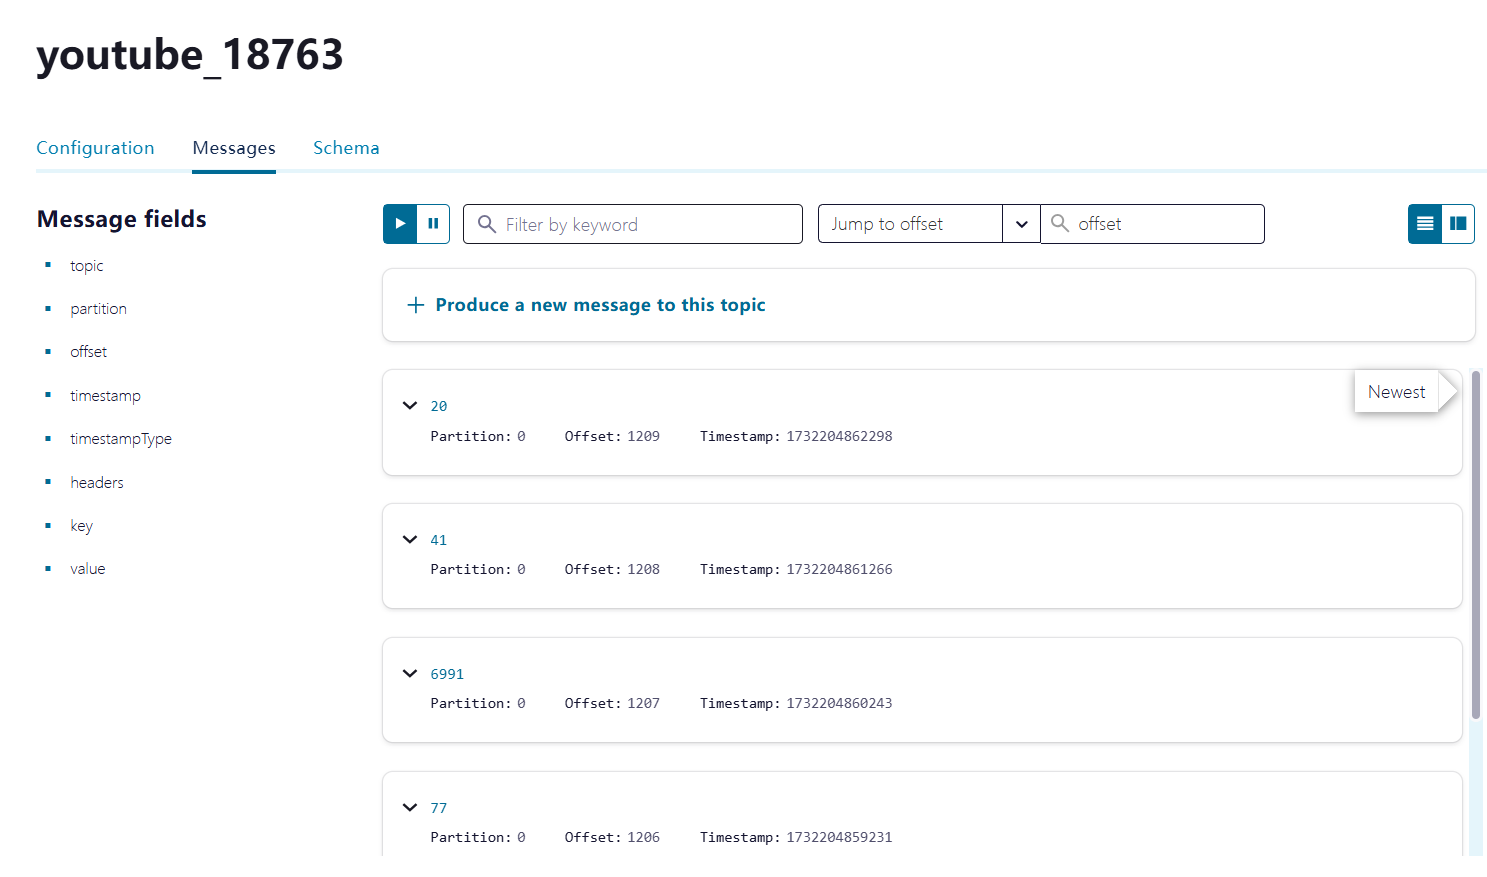 youtube_18763
Configuration Messages Schema
Message fields
topic
partition
offset
timestamp
timestampType
headers
key
value
Filter by keyword Jump to offset offset
Produce a new message to this topic
Newest
20
Partition: 0 Offset: 1209 Timestamp: 1732204862298
41
Partition: 0 Offset: 1208 Timestamp: 1732204861266
6991
Partition: 0 Offset: 1207 Timestamp: 1732204860243
77
Partition: 0 Offset: 1206 Timestamp: 1732204859231